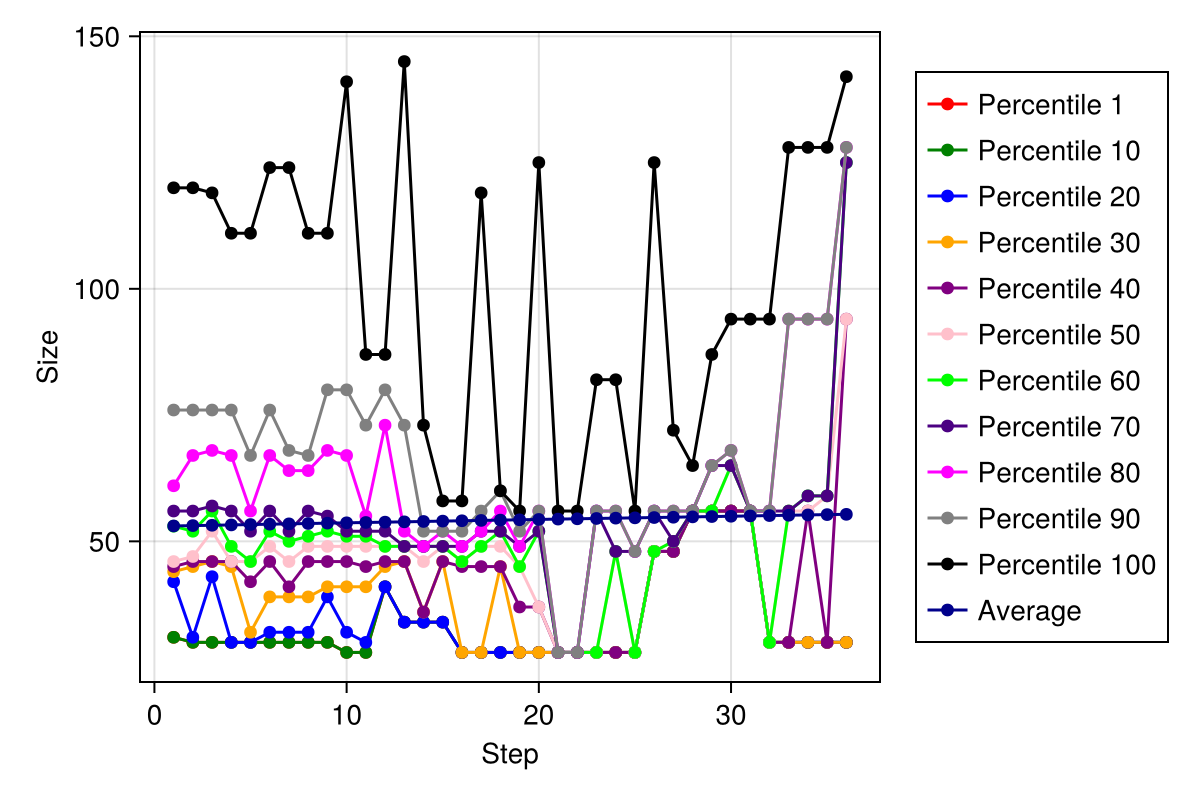 150
100
50
Size
0
10
20
30
Step
Percentile 1
Percentile 10
Percentile 20
Percentile 30
Percentile 40
Percentile 50
Percentile 60
Percentile 70
Percentile 80
Percentile 90
Percentile 100
Average